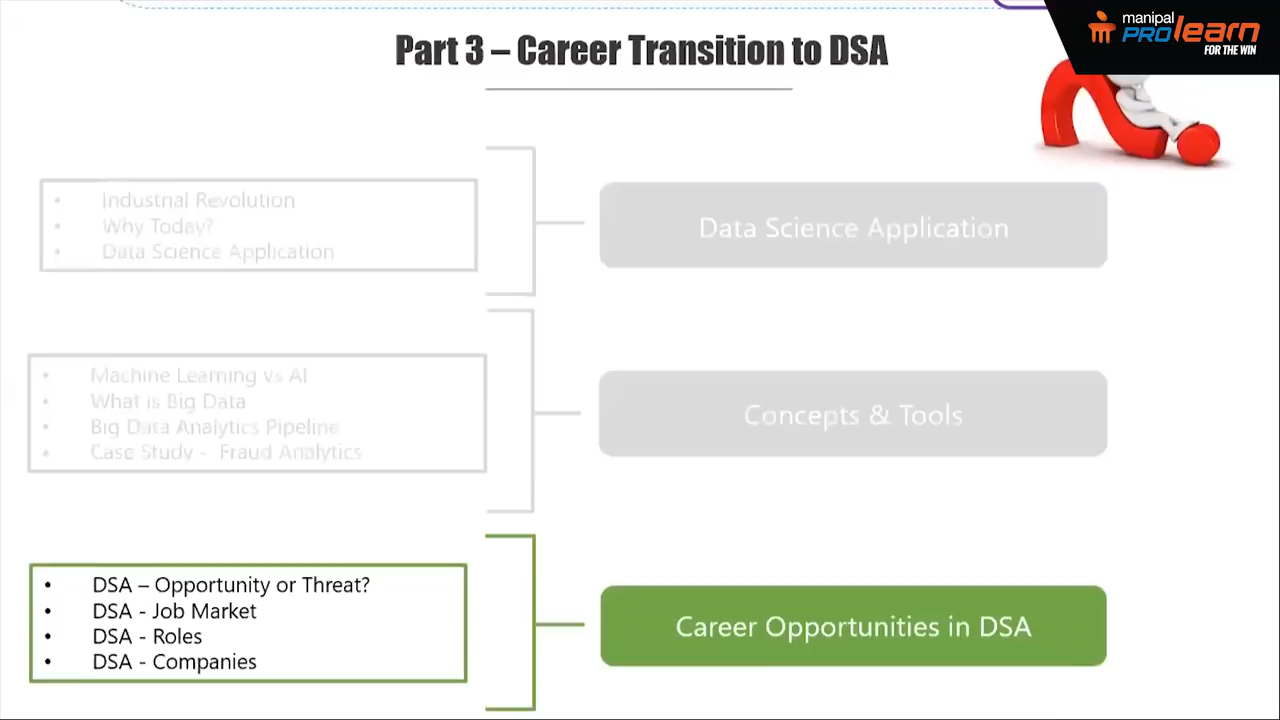 manipal
PROlearn
FOR THE WIN
Part 3 – Career Transition to DSA
• Industrial Revolution
• Why Today?
• Data Science Application
Data Science Application
• Machine Learning vs AI
• What is Big Data
• Big Data Analytics Pipeline
• Case Study - Fraud Analytics
Concepts & Tools
• DSA – Opportunity or Threat?
• DSA - Job Market
• DSA - Roles
• DSA - Companies
Career Opportunities in DSA